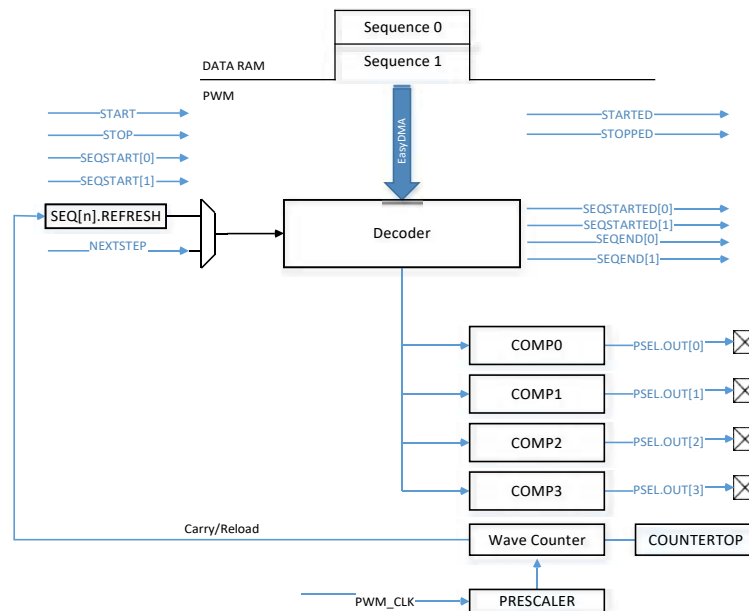 Sequence 0
DATA RAM
Sequence 1
PWM
START
STARTED
STOP
STOPPED
EasyDMA
SEQSTART[0]
SEQSTART[1]
SEQ[n].REFRESH
SEQSTARTED[0]
SEQSTARTED[1]
NEXTSTEP
Decoder
SEQEND[0]
SEQEND[1]
COMP0
PSEL.OUT[0]
COMP1
PSEL.OUT[1]
COMP2
PSEL.OUT[2]
COMP3
PSEL.OUT[3]
Carry/Reload
Wave Counter
COUNTERTOP
PWM_CLK
PRESCALER